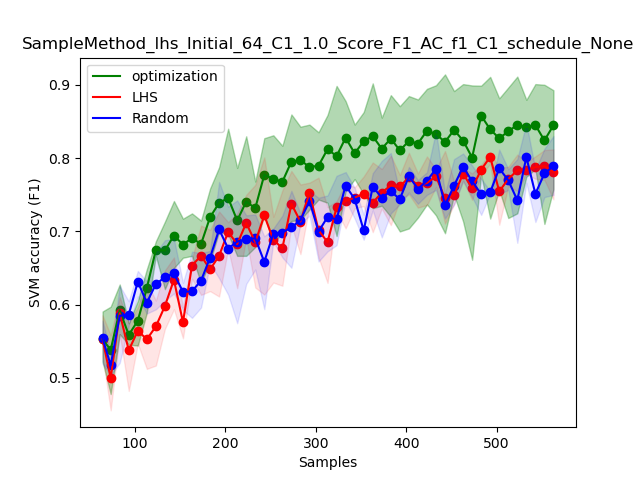 SampleMethod_lhs_Initial_64_C1_1.0_Score_F1_AC_f1_C1_schedule_None
optimization
LHS
Random
SVM accuracy (F1)
0.9
0.8
0.7
0.6
0.5
100 200 300 400 500
Samples